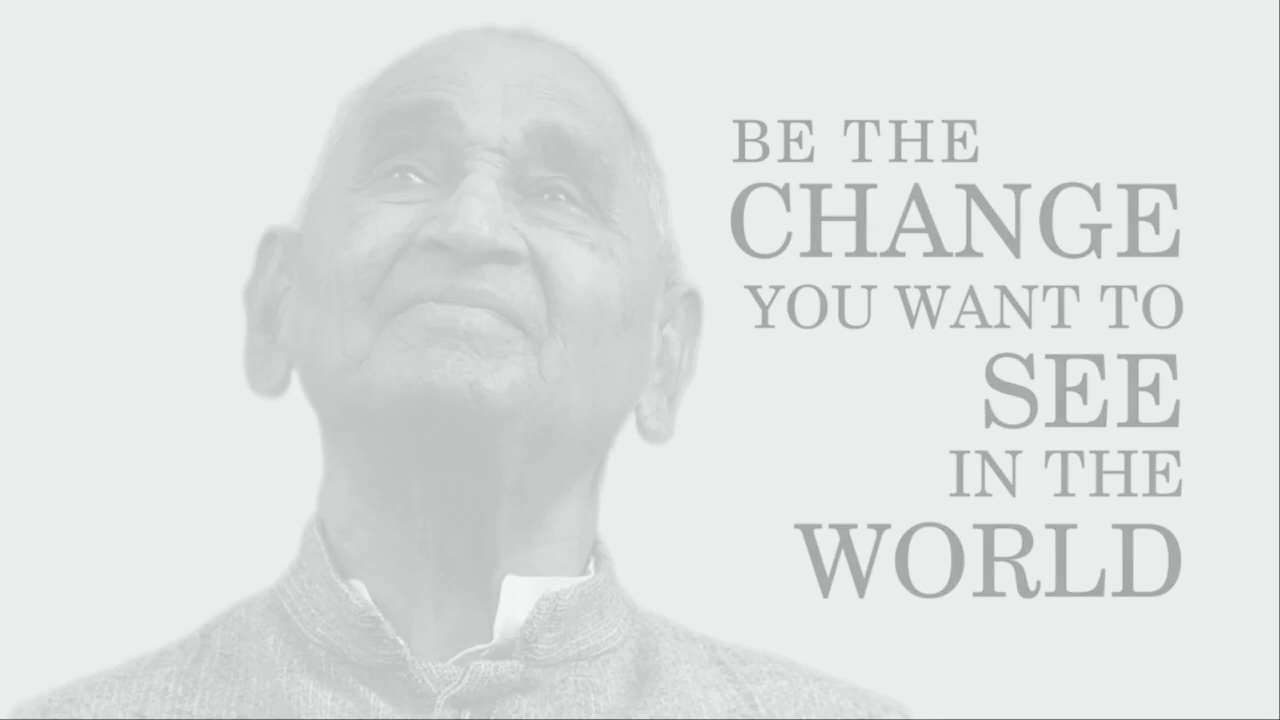 BE THE
CHANGE
YOU WANT TO
SEE
IN THE
WORLD